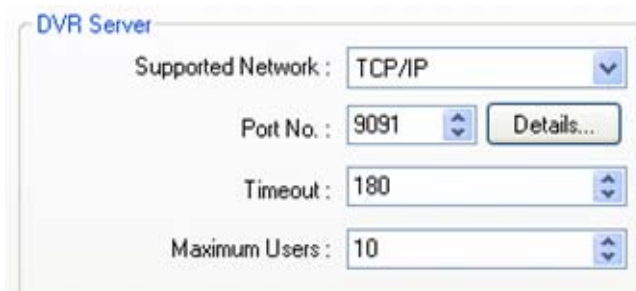 DVR Server
Supported Network : TCP/IP
Port No. : 9091 Details...
Timeout : 180
Maximum Users : 10